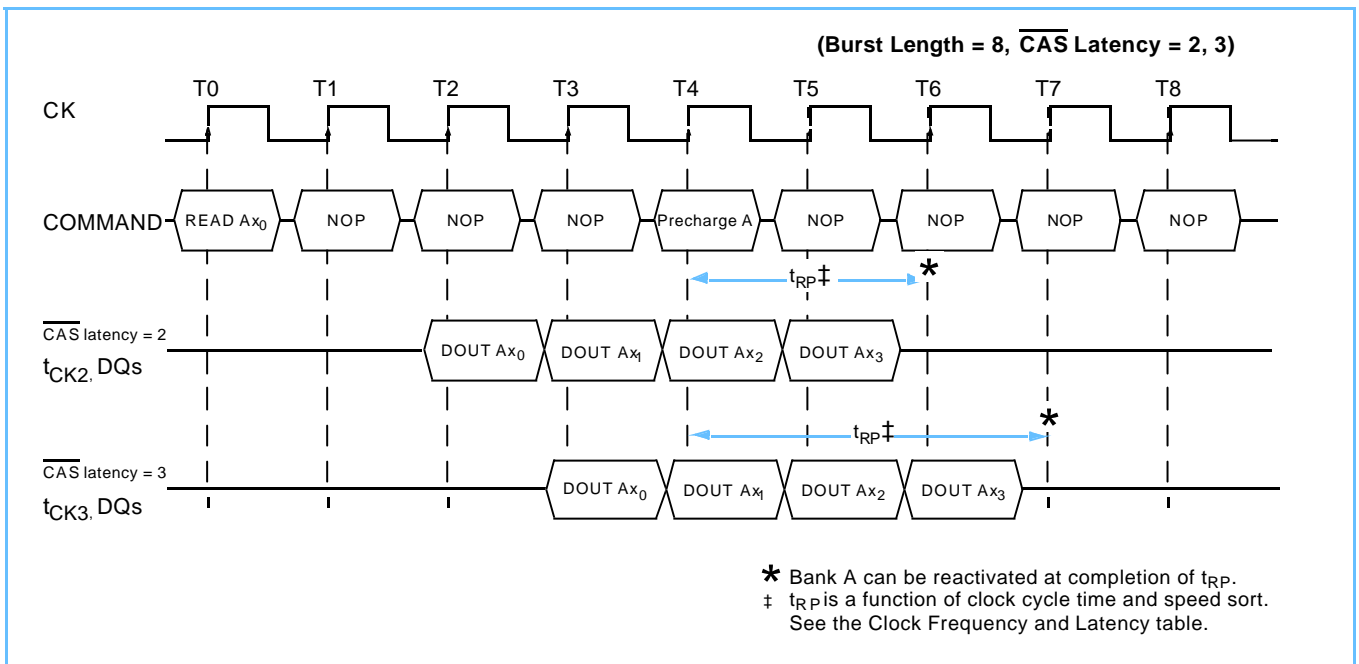 (Burst Length = 8, CAS Latency = 2, 3)
T0 T1 T2 T3 T4 T5 T6 T7 T8
CK
COMMAND READ Ax0 NOP NOP NOP Precharge A NOP NOP NOP NOP
tRP‡ *
CAS latency = 2
tCK2, DQs DOUT Ax0 DOUT Ax1 DOUT Ax2 DOUT Ax3
tRP‡ *
CAS latency = 3
tCK3, DQs DOUT Ax0 DOUT Ax1 DOUT Ax2 DOUT Ax3
* Bank A can be reactivated at completion of tRP.
‡ tRP is a function of clock cycle time and speed sort.
See the Clock Frequency and Latency table.